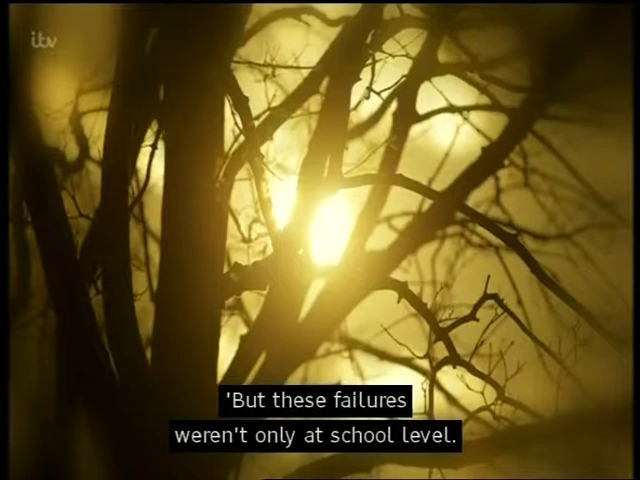 itv
'But these failures
weren't only at school level.